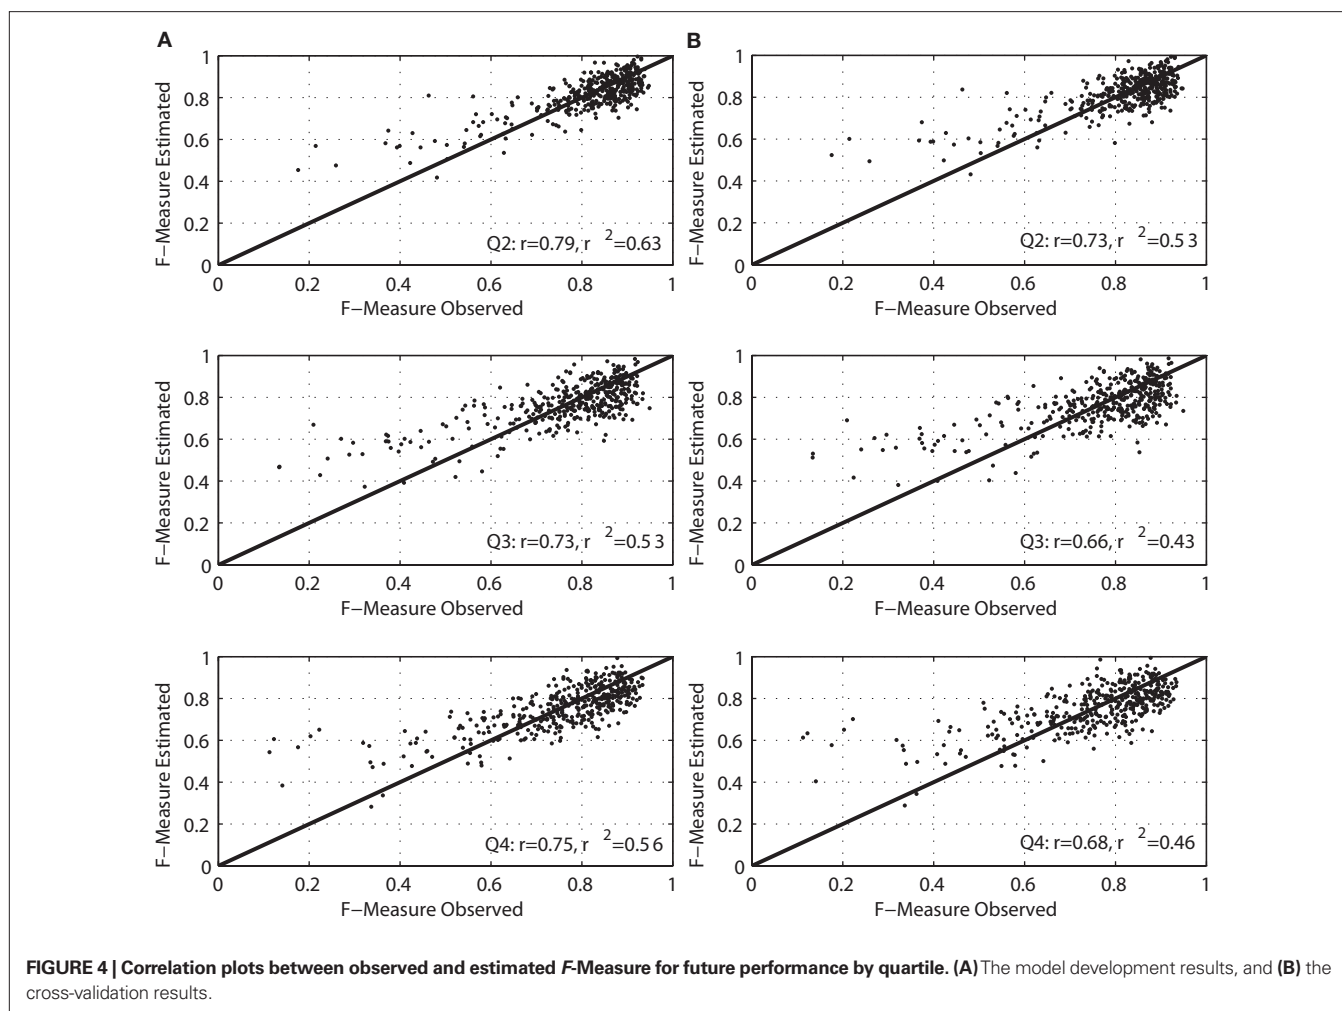 A
B
1
0.8
0.6
0.4
0.2
0
F−Measure Estimated
Q2: r=0.79, r 2=0.63
0 0.2 0.4 0.6 0.8 1
F−Measure Observed
1
0.8
0.6
0.4
0.2
0
F−Measure Estimated
Q2: r=0.73, r 2=0.53
0 0.2 0.4 0.6 0.8 1
F−Measure Observed
1
0.8
0.6
0.4
0.2
0
F−Measure Estimated
Q3: r=0.73, r 2=0.53
0 0.2 0.4 0.6 0.8 1
F−Measure Observed
1
0.8
0.6
0.4
0.2
0
F−Measure Estimated
Q3: r=0.66, r 2=0.43
0 0.2 0.4 0.6 0.8 1
F−Measure Observed
1
0.8
0.6
0.4
0.2
0
F−Measure Estimated
Q4: r=0.75, r 2=0.56
0 0.2 0.4 0.6 0.8 1
F−Measure Observed
1
0.8
0.6
0.4
0.2
0
F−Measure Estimated
Q4: r=0.68, r 2=0.46
0 0.2 0.4 0.6 0.8 1
F−Measure Observed
FIGURE 4 | Correlation plots between observed and estimated F-Measure for future performance by quartile. (A) The model development results, and (B) the
cross-validation results.